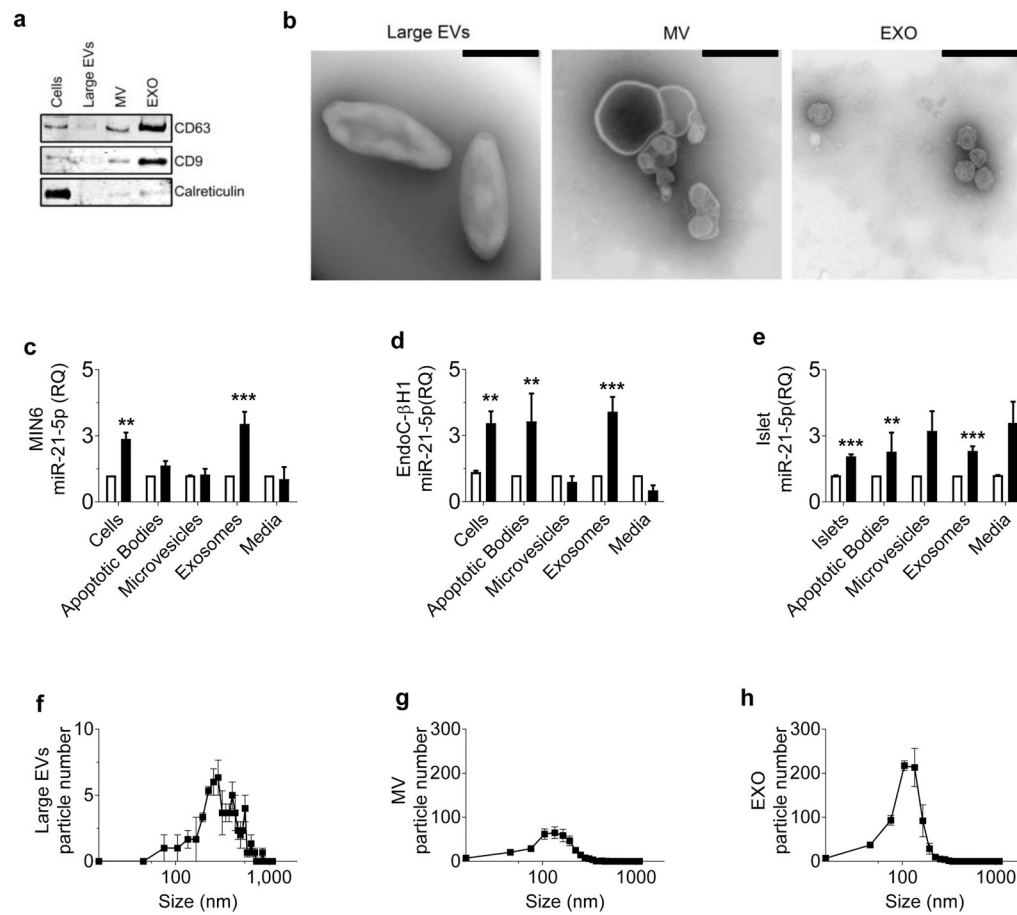 a
Cells
Large EVs
MV
EXO
CD63
CD9
Calreticulin
b
Large EVs
MV
EXO
c
MIN6
miR-21-5p (RQ)
5
3
0
**
***
Cells
Apoptotic Bodies
Microvesicles
Exosomes
Media
d
EndoC-βH1
miR-21-5p(RQ)
5
3
0
**
**
***
Cells
Apoptotic Bodies
Microvesicles
Exosomes
Media
e
Islet
miR-21-5p(RQ)
5
3
0
***
**
***
Islets
Apoptotic Bodies
Microvesicles
Exosomes
Media
f
Large EVs
particle number
10
5
0
100
1,000
Size (nm)
g
MV
particle number
300
200
100
0
100
1000
Size (nm)
h
EXO
particle number
300
200
100
0
100
1000
Size (nm)